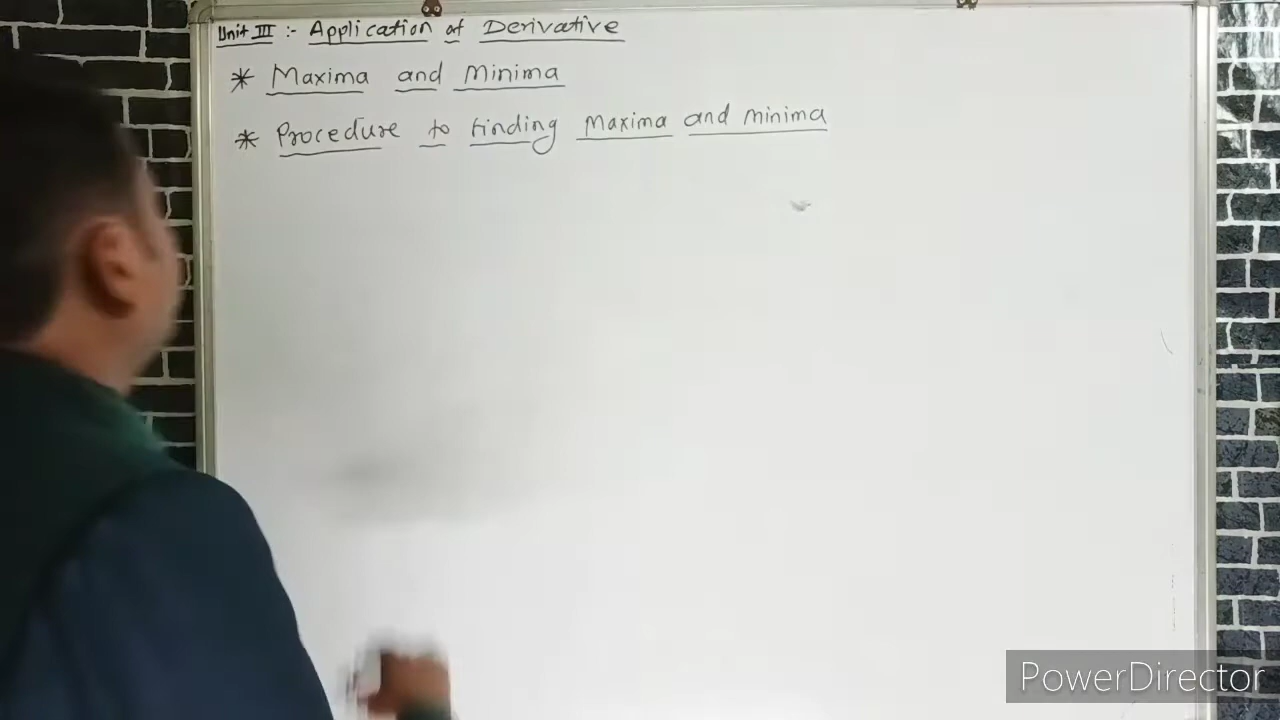 Unit III :- Application of Derivative
* Maxima and Minima
* Procedure to Finding Maxima and Minima
PowerDirector